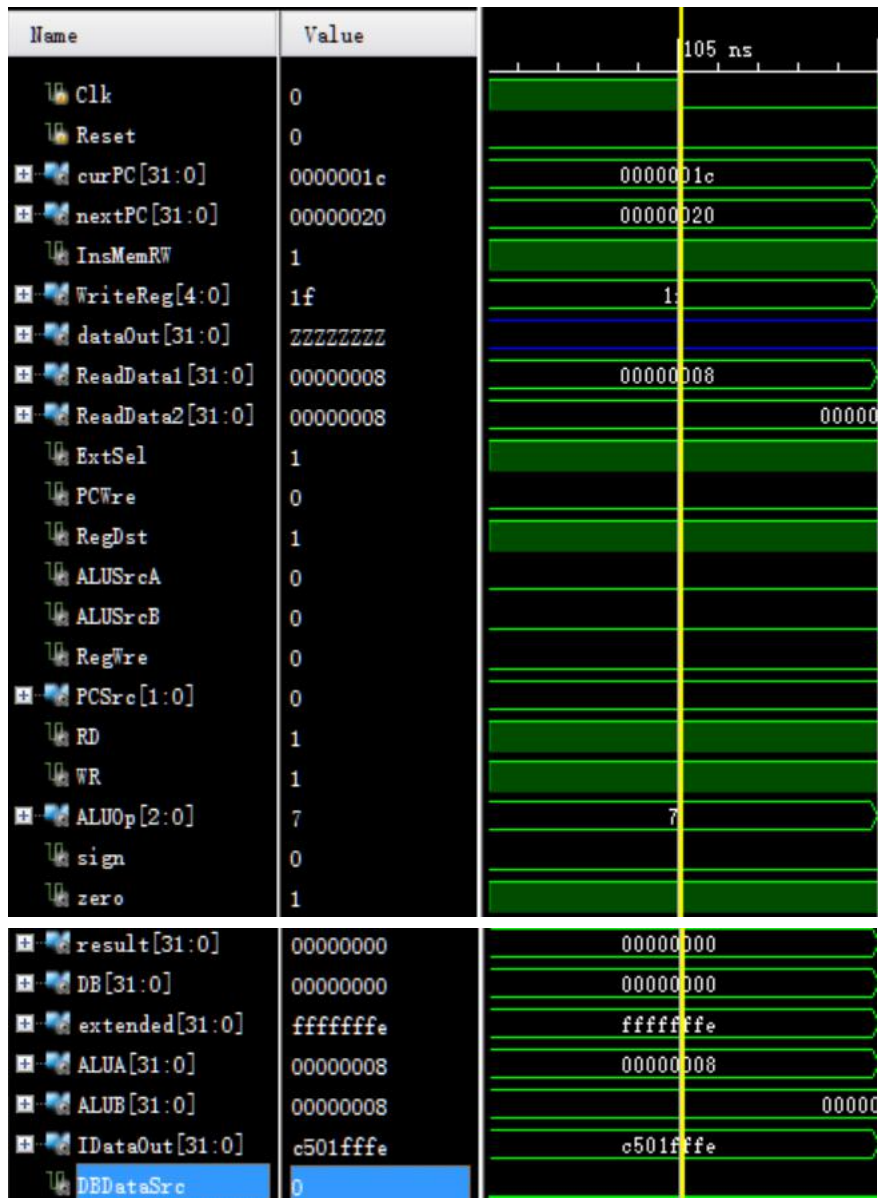 Name Value
105 ns
Clk 0
Reset 0
curPC[31:0] 0000001c 0000001c
nextPC[31:0] 00000020 00000020
InsMemRW 1
WriteReg[4:0] 1f
dataOut[31:0] ZZZZZZZZ
ReadData1[31:0] 00000008 00000008
ReadData2[31:0] 00000008 00000
ExtSel 1
PCWre 0
RegDst 1
ALUSrcA 0
ALUSrcB 0
RegWre 0
PCSrc[1:0] 0
RD 1
WR 1
ALUOp[2:0] 7 7
sign 0
zero 1
result[31:0] 00000000 00000000
DB[31:0] 00000000 00000000
extended[31:0] fffffffe fffffffe
ALUA[31:0] 00000008 00000008
ALUB[31:0] 00000008 00000
IDataOut[31:0] c501fffe c501fffe
DBDataSrc 0